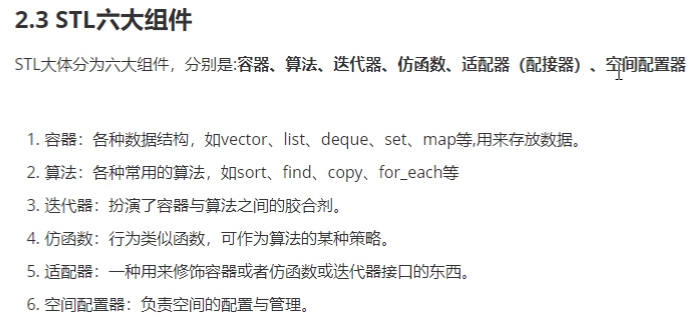 2.3 STL六大组件
STL大体分为六大组件，分别是:容器、算法、迭代器、仿函数、适配器（配接器）、空间配置器
1. 容器：各种数据结构，如vector、list、deque、set、map等,用来存放数据。
2. 算法：各种常用的算法，如sort、find、copy、for_each等
3. 迭代器：扮演了容器与算法之间的胶合剂。
4. 仿函数：行为类似函数，可作为算法的某种策略。
5. 适配器：一种用来修饰容器或者仿函数或迭代器接口的东西。
6. 空间配置器：负责空间的配置与管理。